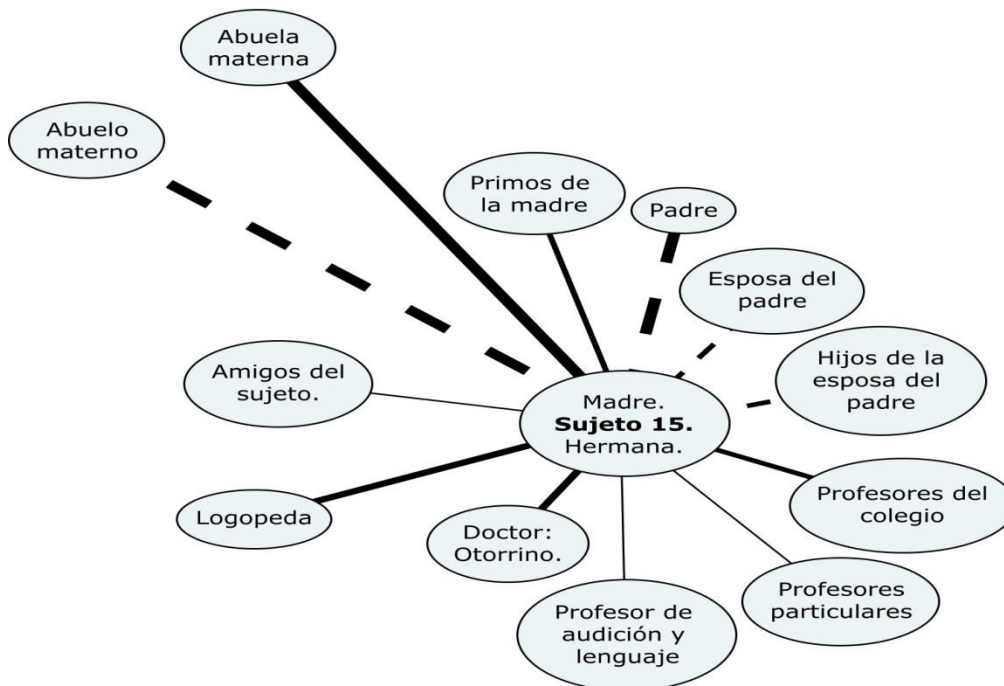 Abuela
materna
Abuelo
materno
Primos de
la madre
Padre
Esposa del
padre
Hijos de la
esposa del
padre
Amigos del
sujeto.
Madre.
Sujeto 15.
Hermana.
Logopeda
Doctor:
Otorrino.
Profesores del
colegio
Profesores
particulares
Profesor de
audición y
lenguaje